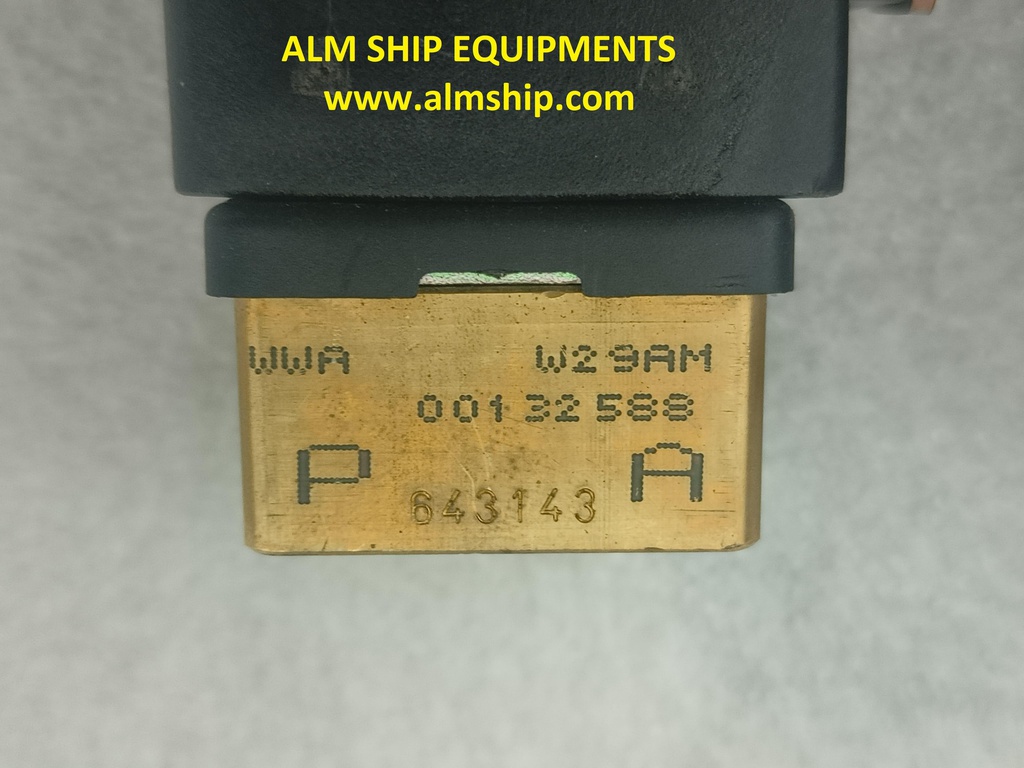 ALM SHIP EQUIPMENTS
www.almship.com
WWA W29AM
00132588
P A
643143